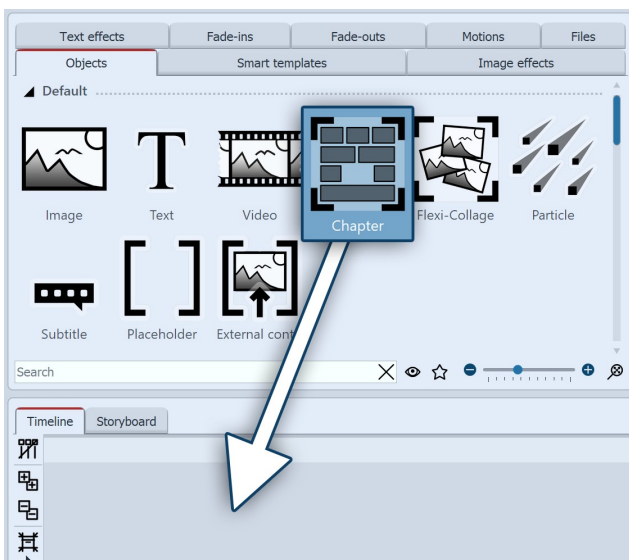 Text effects
Fade-ins
Fade-outs
Motions
Files
Objects
Smart templates
Image effects
Default
Image
Text
Video
Chapter
Flexi-Collage
Particle
Subtitle
Placeholder
External cont
Search
Timeline
Storyboard